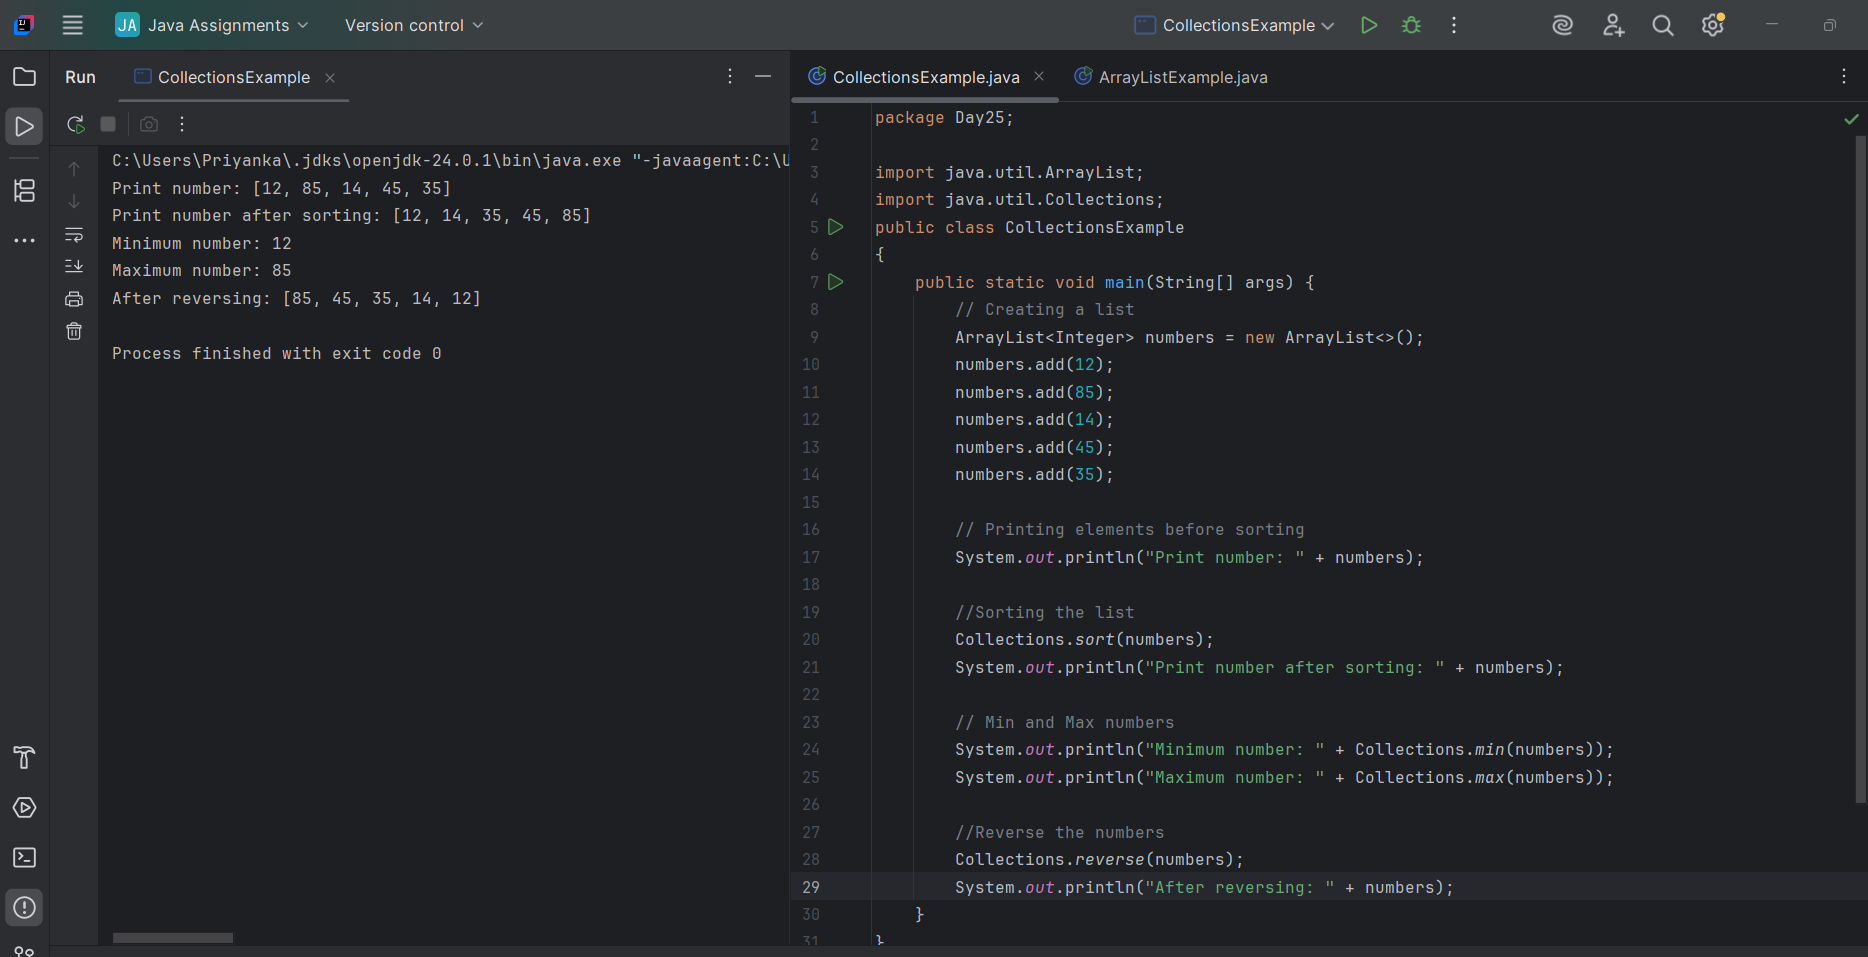 JA Java Assignments Version control CollectionsExample
Run CollectionsExample
C:\Users\Priyanka\.jdks\openjdk-24.0.1\bin\java.exe "-javaagent:C:\U
Print number: [12, 85, 14, 45, 35]
Print number after sorting: [12, 14, 35, 45, 85]
Minimum number: 12
Maximum number: 85
After reversing: [85, 45, 35, 14, 12]
Process finished with exit code 0
CollectionsExample.java ArrayListExample.java
1 package Day25;
2
3 import java.util.ArrayList;
4 import java.util.Collections;
5 public class CollectionsExample
6 {
7     public static void main(String[] args) {
8         // Creating a list
9         ArrayList<Integer> numbers = new ArrayList<>();
10         numbers.add(12);
11         numbers.add(85);
12         numbers.add(14);
13         numbers.add(45);
14         numbers.add(35);
15
16         // Printing elements before sorting
17         System.out.println("Print number: " + numbers);
18
19         //Sorting the list
20         Collections.sort(numbers);
21         System.out.println("Print number after sorting: " + numbers);
22
23         // Min and Max numbers
24         System.out.println("Minimum number: " + Collections.min(numbers));
25         System.out.println("Maximum number: " + Collections.max(numbers));
26
27         //Reverse the numbers
28         Collections.reverse(numbers);
29         System.out.println("After reversing: " + numbers);
30     }
31 }